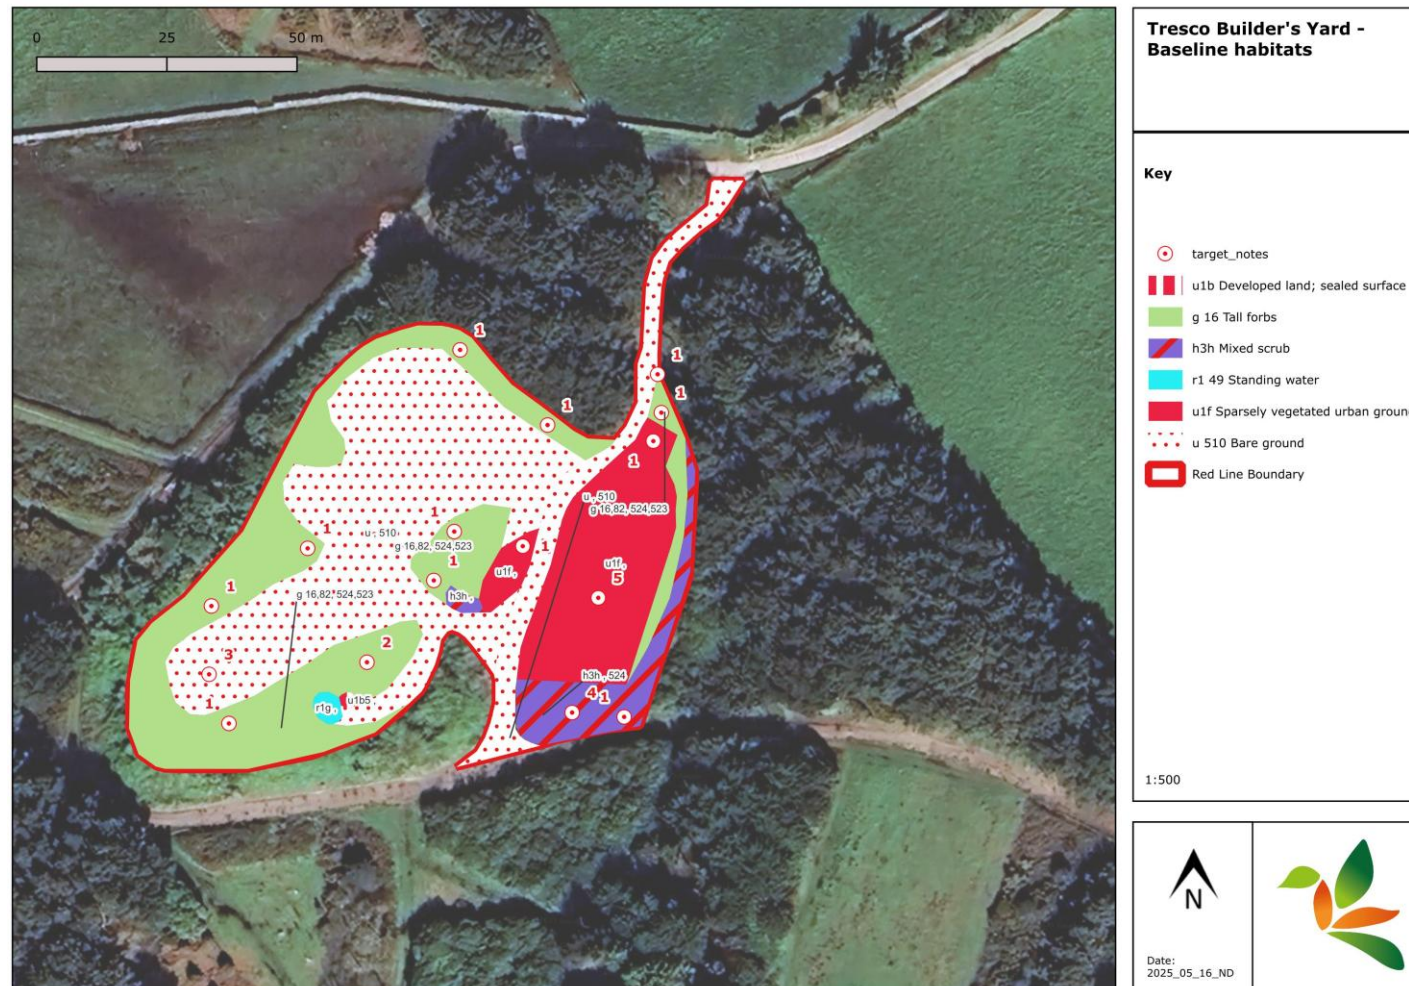 Tresco Builder's Yard -
Baseline habitats
Key
target_notes
u1b Developed land; sealed surface
g 16 Tall forbs
h3h Mixed scrub
r1 49 Standing water
u1f Sparsely vegetated urban groun
u 510 Bare ground
Red Line Boundary
1:500
N
Date:
2025_05_16_ND
0 25 50 m
1
1
1
1
1
u , 510
g 16,82, 524,523
1
1
u , 510
g 16,82, 524,523
1
1
u1f ,
u1f ,
5
h3h ,
1
g 16,82, 524,523
2
3
h3h , 524
4
1
1
u1b5 ,
r1g ,